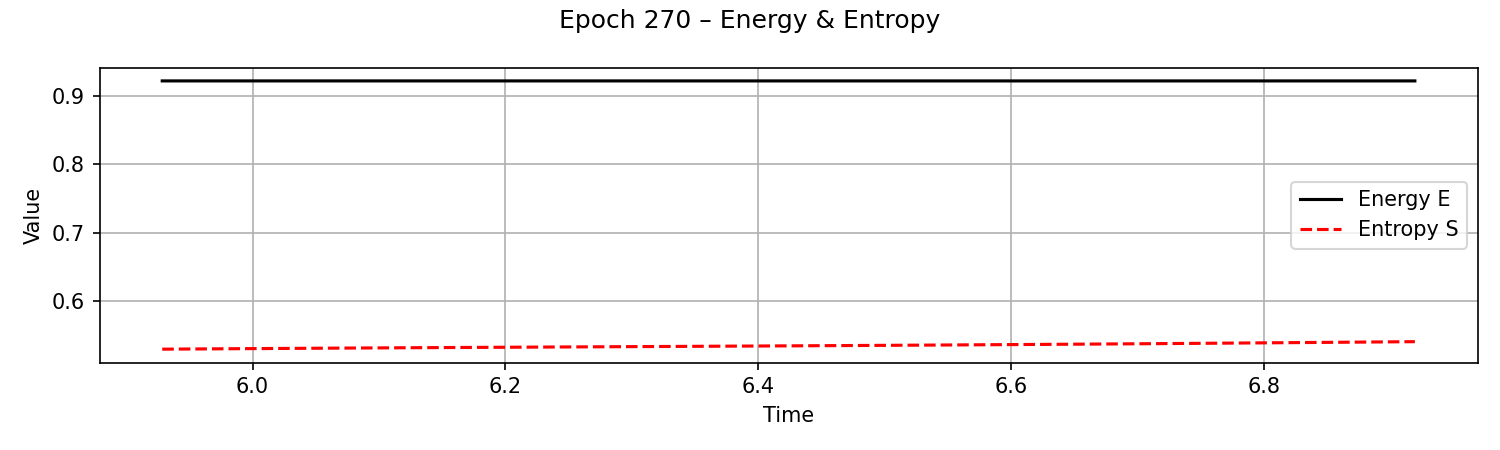 Epoch 270 – Energy & Entropy
Value
0.9
0.8
0.7
0.6
Energy E
Entropy S
6.0 6.2 6.4 6.6 6.8
Time